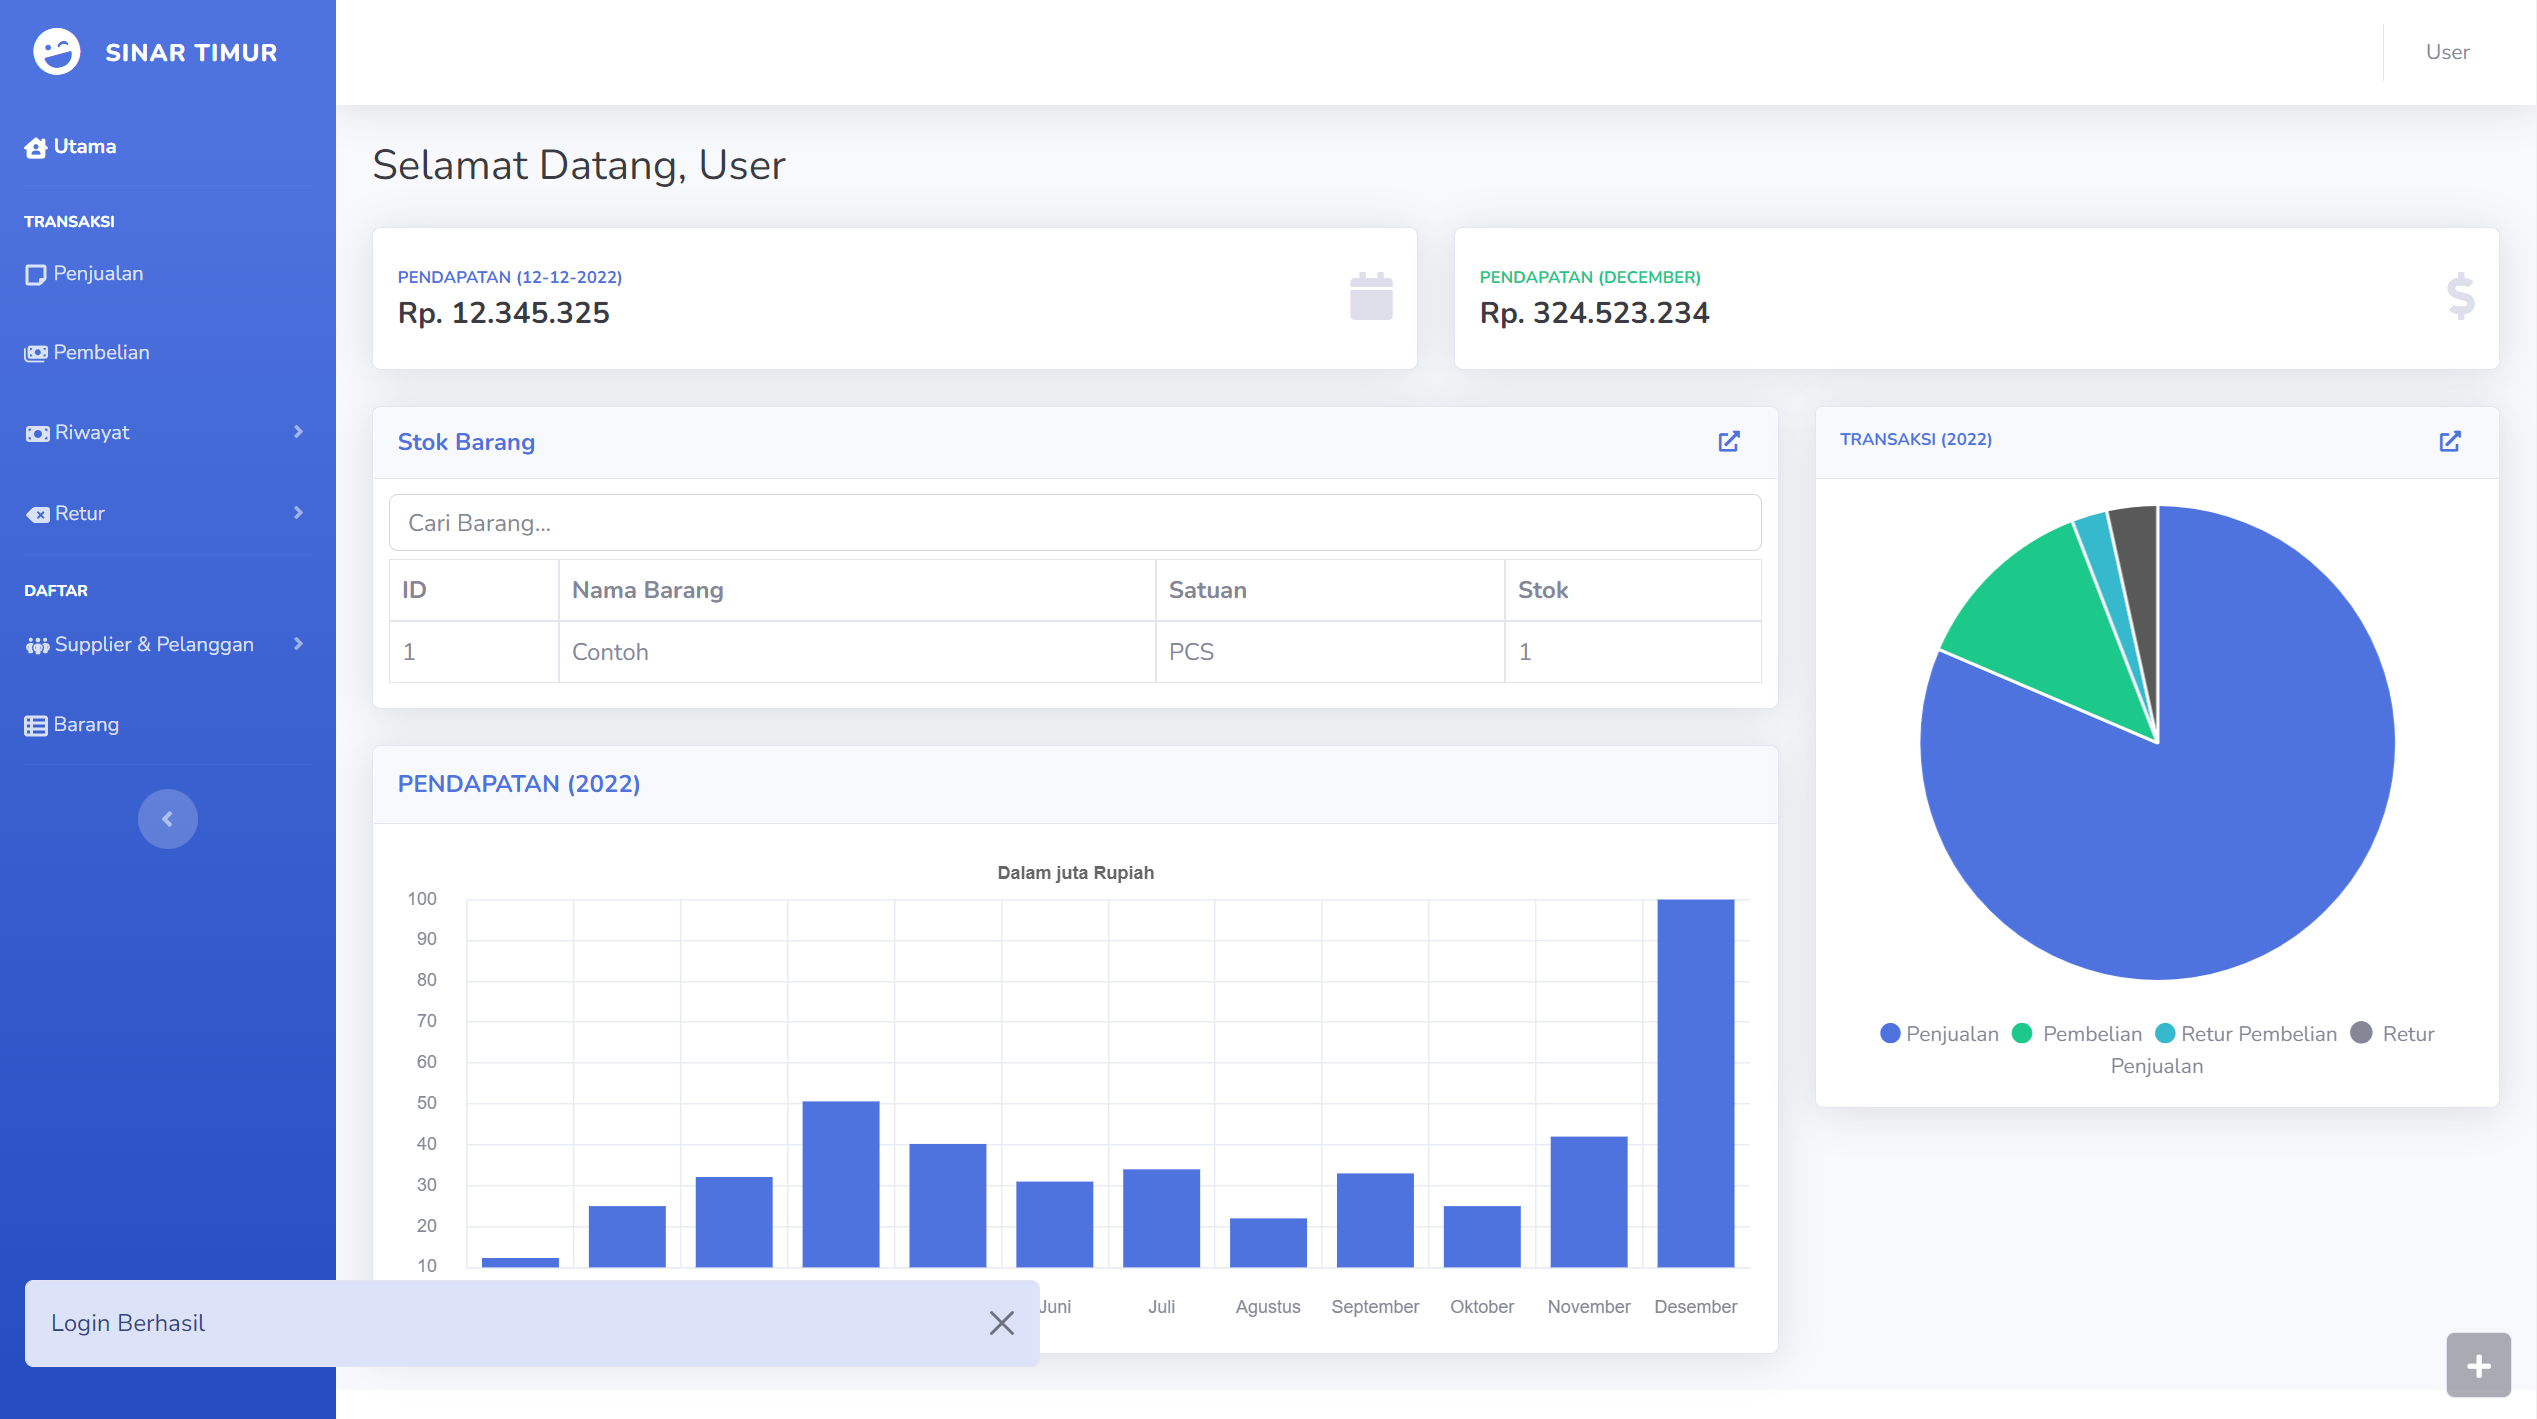 SINAR TIMUR
User
Utama
TRANSAKSI
Penjualan
Pembelian
Riwayat
Retur
DAFTAR
Supplier & Pelanggan
Barang
Selamat Datang, User
PENDAPATAN (12-12-2022)
Rp. 12.345.325
PENDAPATAN (DECEMBER)
Rp. 324.523.234
Stok Barang
Cari Barang...
ID Nama Barang Satuan Stok
1 Contoh PCS 1
TRANSAKSI (2022)
Penjualan Pembelian Retur Pembelian Retur
Penjualan
PENDAPATAN (2022)
Dalam juta Rupiah
100
90
80
70
60
50
40
30
20
10
Juni Juli Agustus September Oktober November Desember
Login Berhasil